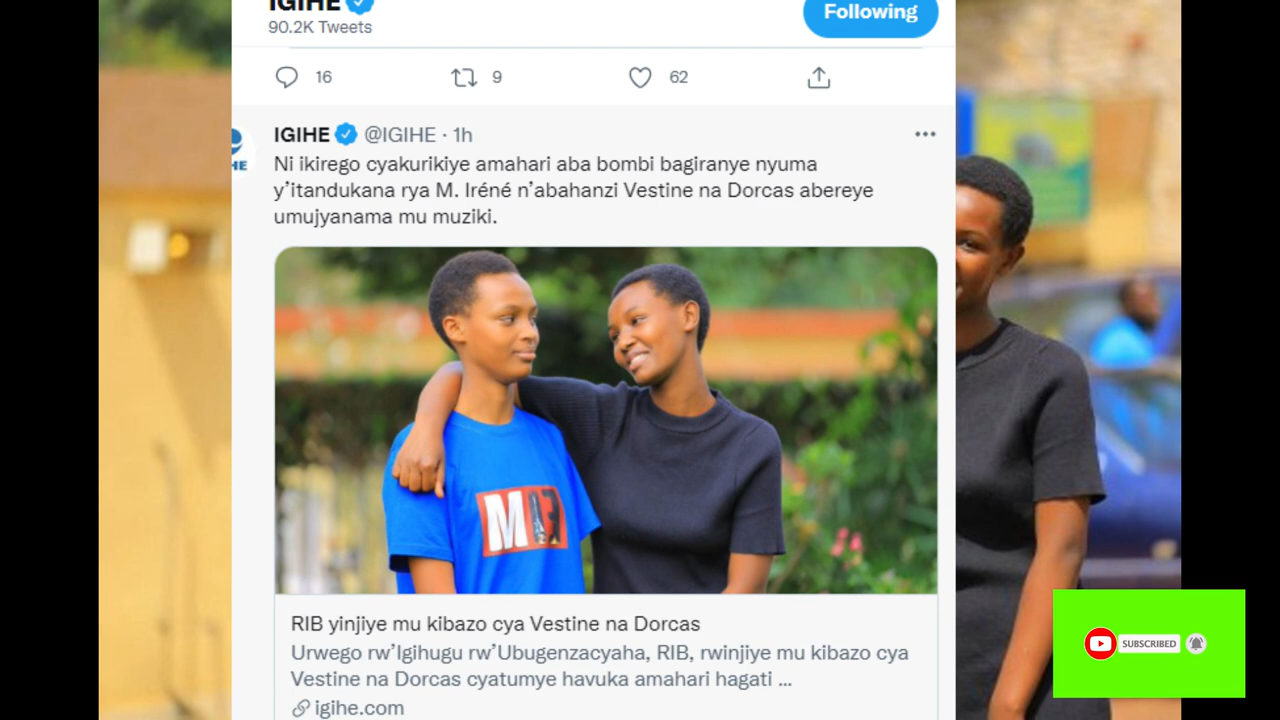 IGIHE
90.2K Tweets
Following
16
9
62
IGIHE @IGIHE · 1h
HE
Ni ikirego cyakurikiye amahari aba bombi bagiranye nyuma
y’itandukana rya M. Iréné n’abahanzi Vestine na Dorcas abereye
umujyanama mu muziki.
RIB yinjiye mu kibazo cya Vestine na Dorcas
Urwego rw’Igihugu rw’Ubugenzacyaha, RIB, rwinjiye mu kibazo cya
Vestine na Dorcas cyatumye havuka amahari hagati ...
igihe.com
SUBSCRIBED